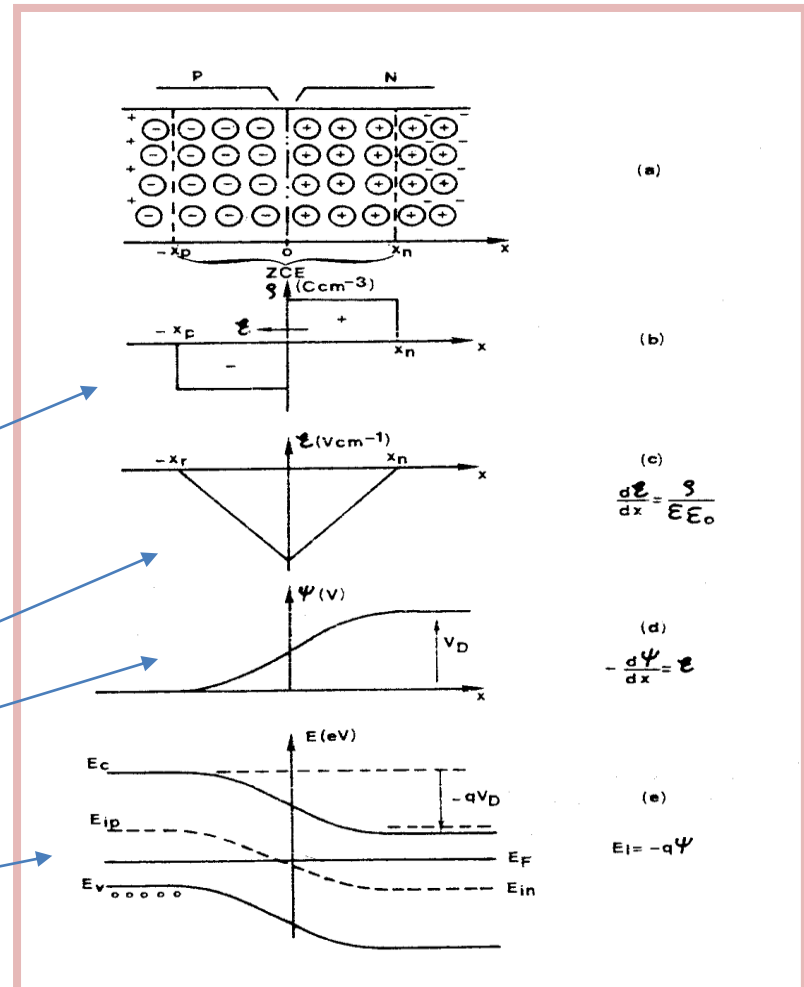 P N
+ − − − − + + + + + − − −
+ − − − − + + + + +
+ − − − − + + + + + − −
+ − − − − + + + + + − −
(a)
− xp o xn x
ZCE
ρ (Ccm⁻³)
− xp ℰ + xn x
−
(b)
ℰ (Vcm⁻¹)
− xr xn x
(c)
dℰ/dx = ρ/εε₀
Ψ (V)
VD
x
(d)
− dΨ/dx = ℰ
E (eV)
Ec
−qVD
(e)
Eip
EF
EI = −qΨ
Ev
Ein